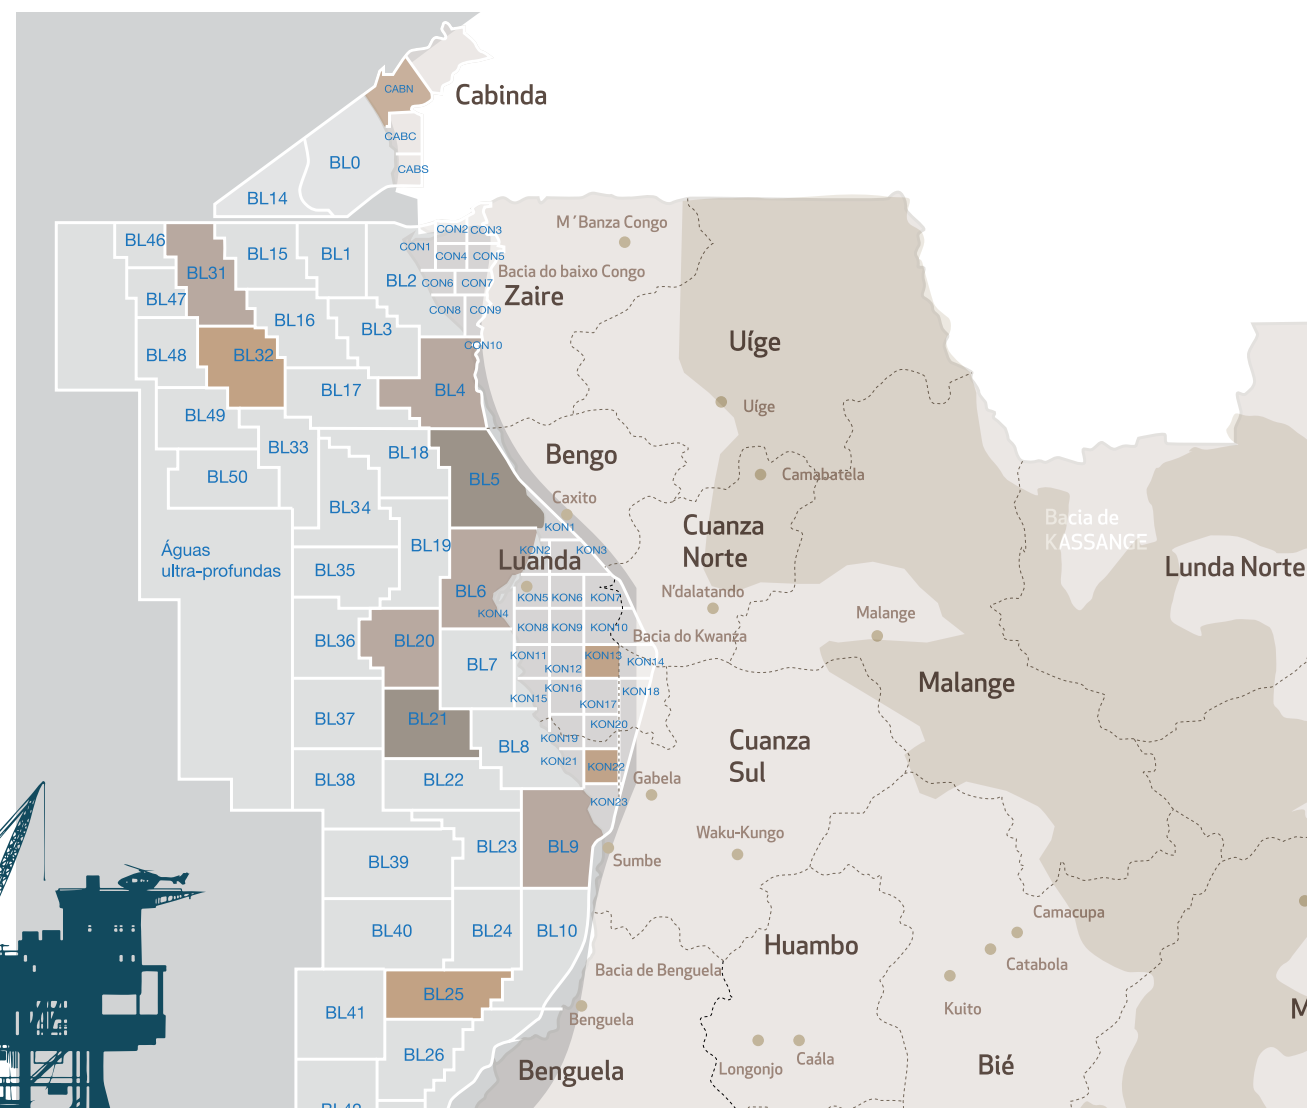 CABN
Cabinda
CABC
BL0
CABS
BL14
M´Banza Congo
BL46
BL15
BL1
CON1
CON2
CON3
CON4
CON5
BL31
BL2
CON6
CON7
Bacia do baixo Congo
Zaire
BL47
BL16
BL3
CON8
CON9
CON10
Uíge
BL48
BL32
BL17
BL4
Uíge
BL49
BL33
BL18
Bengo
BL50
BL5
Camabatela
Caxito
BL34
KON1
Cuanza
Norte
Bacia de
KASSANGE
Águas
ultra-profundas
BL19
KON2
KON3
Luanda
Lunda Norte
BL35
BL6
KON5
KON6
KON7
N'dalatando
KON4
Malange
BL36
BL20
KON8
KON9
KON10
Bacia do Kwanza
BL7
KON11
KON12
KON13
KON14
Malange
KON15
KON16
KON17
KON18
BL37
BL21
BL8
KON19
KON20
Cuanza
Sul
KON21
KON22
BL38
BL22
Gabela
KON23
Waku-Kungo
BL39
BL23
BL9
Sumbe
Camacupa
BL40
BL24
BL10
Huambo
Catabola
Bacia de Benguela
BL25
Kuito
BL41
Benguela
M
BL26
Longonjo
Caála
Benguela
Bié
BL42